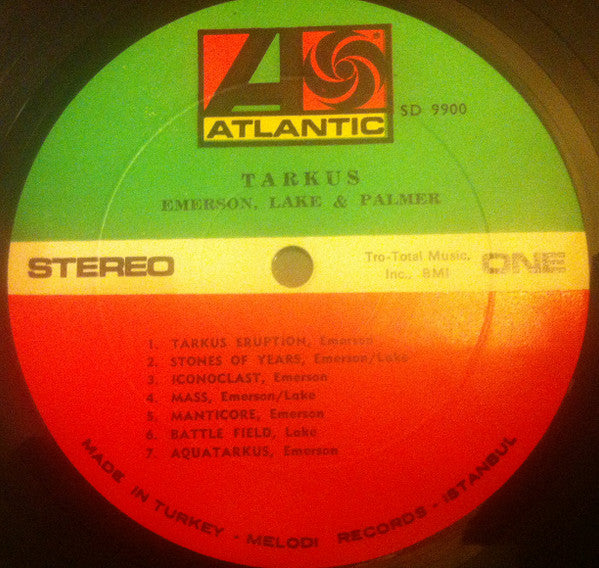 ATLANTIC
SD 9900
TARKUS
EMERSON, LAKE & PALMER
STEREO
Tro-Total Music,
Inc., BMI
ONE
1. TARKUS ERUPTION, Emerson
2. STONES OF YEARS, Emerson/Lake
3. ICONOCLAST, Emerson
4. MASS, Emerson/Lake
5. MANTICORE, Emerson
6. BATTLE FIELD, Lake
7. AQUATARKUS, Emerson
MADE IN TURKEY · MELODI RECORDS · ISTANBUL